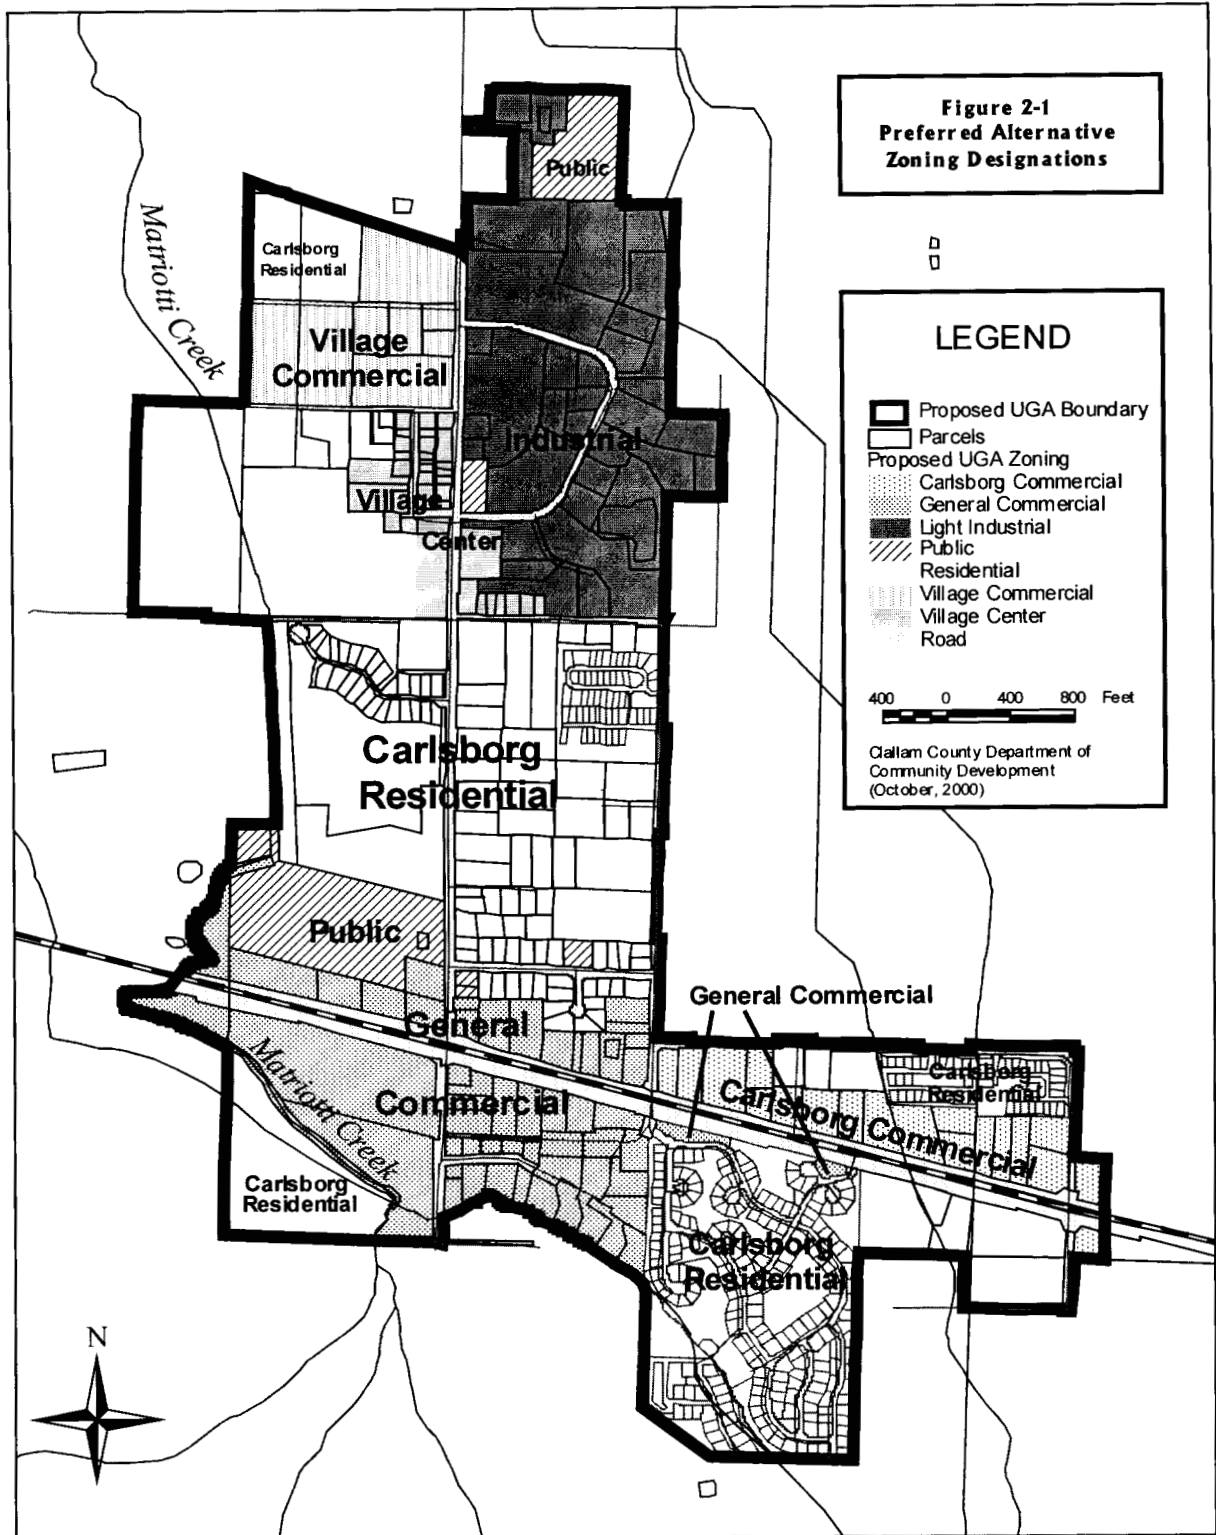 Figure 2-1
Preferred Alternative
Zoning Designations
Public
Matriotti Creek
Carlsborg
Residential
Village
Commercial
Industrial
Village
Center
LEGEND
Proposed UGA Boundary
Parcels
Proposed UGA Zoning
Carlsborg Commercial
General Commercial
Light Industrial
Public
Residential
Village Commercial
Village Center
Road
400 0 400 800 Feet
Clallam County Department of
Community Development
(October, 2000)
Carlsborg
Residential
Public
General Commercial
General
Commercial
Carlsborg
Residential
Carlsborg Commercial
Matriotti Creek
Carlsborg
Residential
Carlsborg
Residential
N